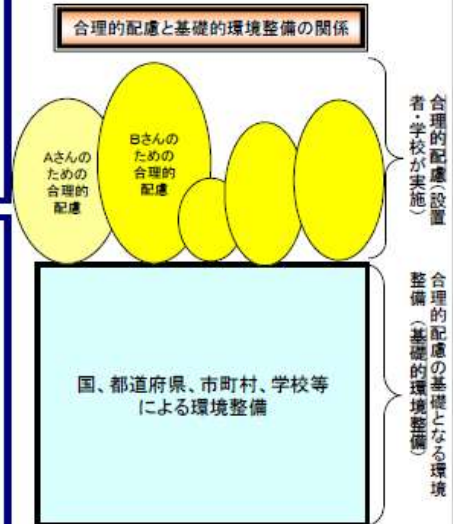 合理的配慮と基礎的環境整備の関係
Aさんの
ための
合理的
配慮
Bさんの
ための
合理的
配慮
合理的配慮(設置
者・学校が実施)
国、都道府県、市町村、学校等
による環境整備
合理的配慮の基礎となる環境
整備(基礎的環境整備)